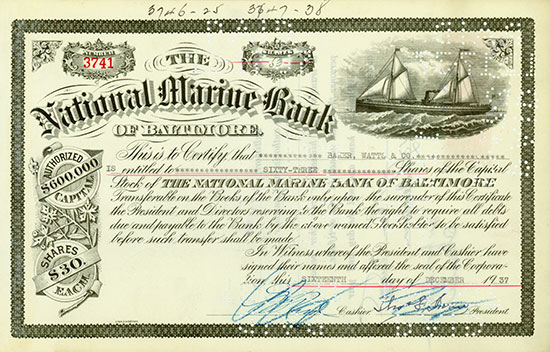 3746-25 3847-38
NUMBER
3741
SHARES
63
THE
National Marine Bank
OF BALTIMORE.
AUTHORIZED
$600,000
CAPITAL
SHARES
$30.
EACH.
This is to Certify that BAKER, WATTS & CO.
IS entitled to SIXTY-THREE Shares of the Capital
Stock of THE NATIONAL MARINE BANK OF BALTIMORE
Transferable on the Books of the Bank only upon the surrender of this Certificate
the President and Directors reserving to the Bank the right to require all debts
due and payable to the Bank by the above named Stockholder to be satisfied
before such transfer shall be made.
In Witness whereof the President and Cashier have
signed their names and affixed the seal of the Corpora-
tion this SIXTEENTH day of DECEMBER 1937
Cashier President